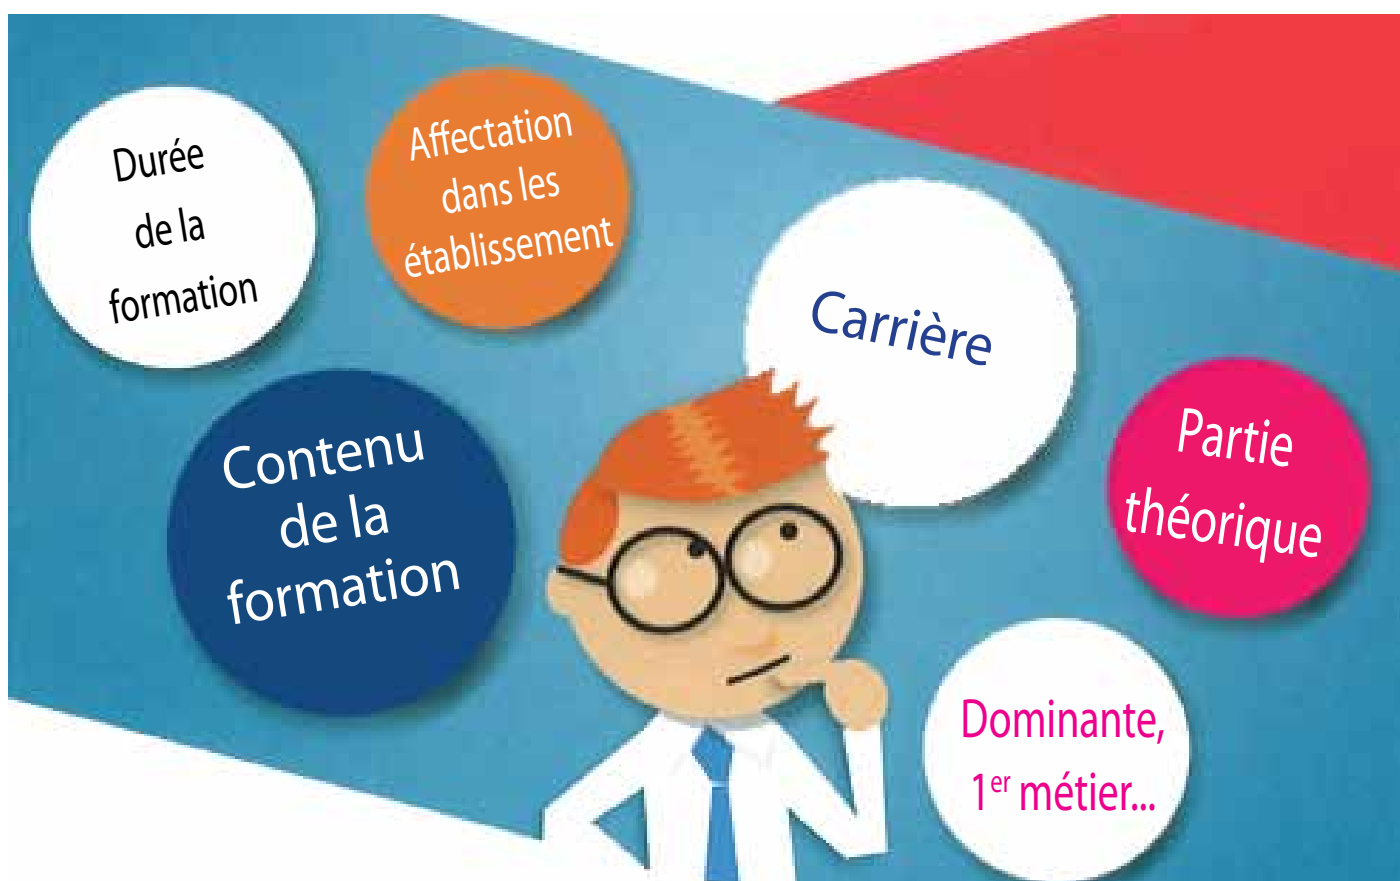 Durée
de la
formation
Affectation
dans les
établissement
Carrière
Contenu
de la
formation
Partie
théorique
Dominante,
1er métier...